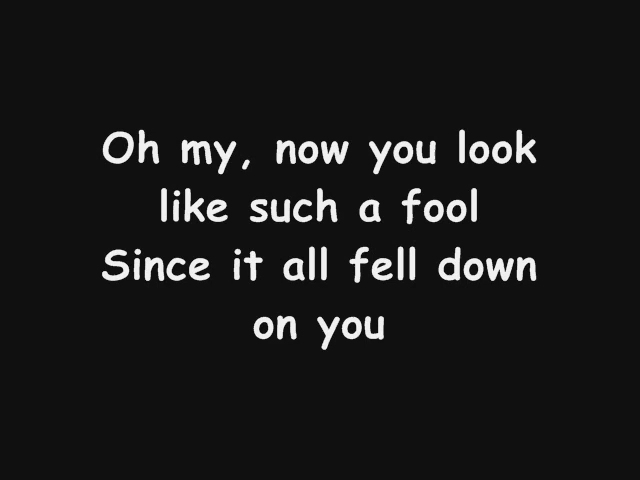 Oh my, now you look
like such a fool
Since it all fell down
on you